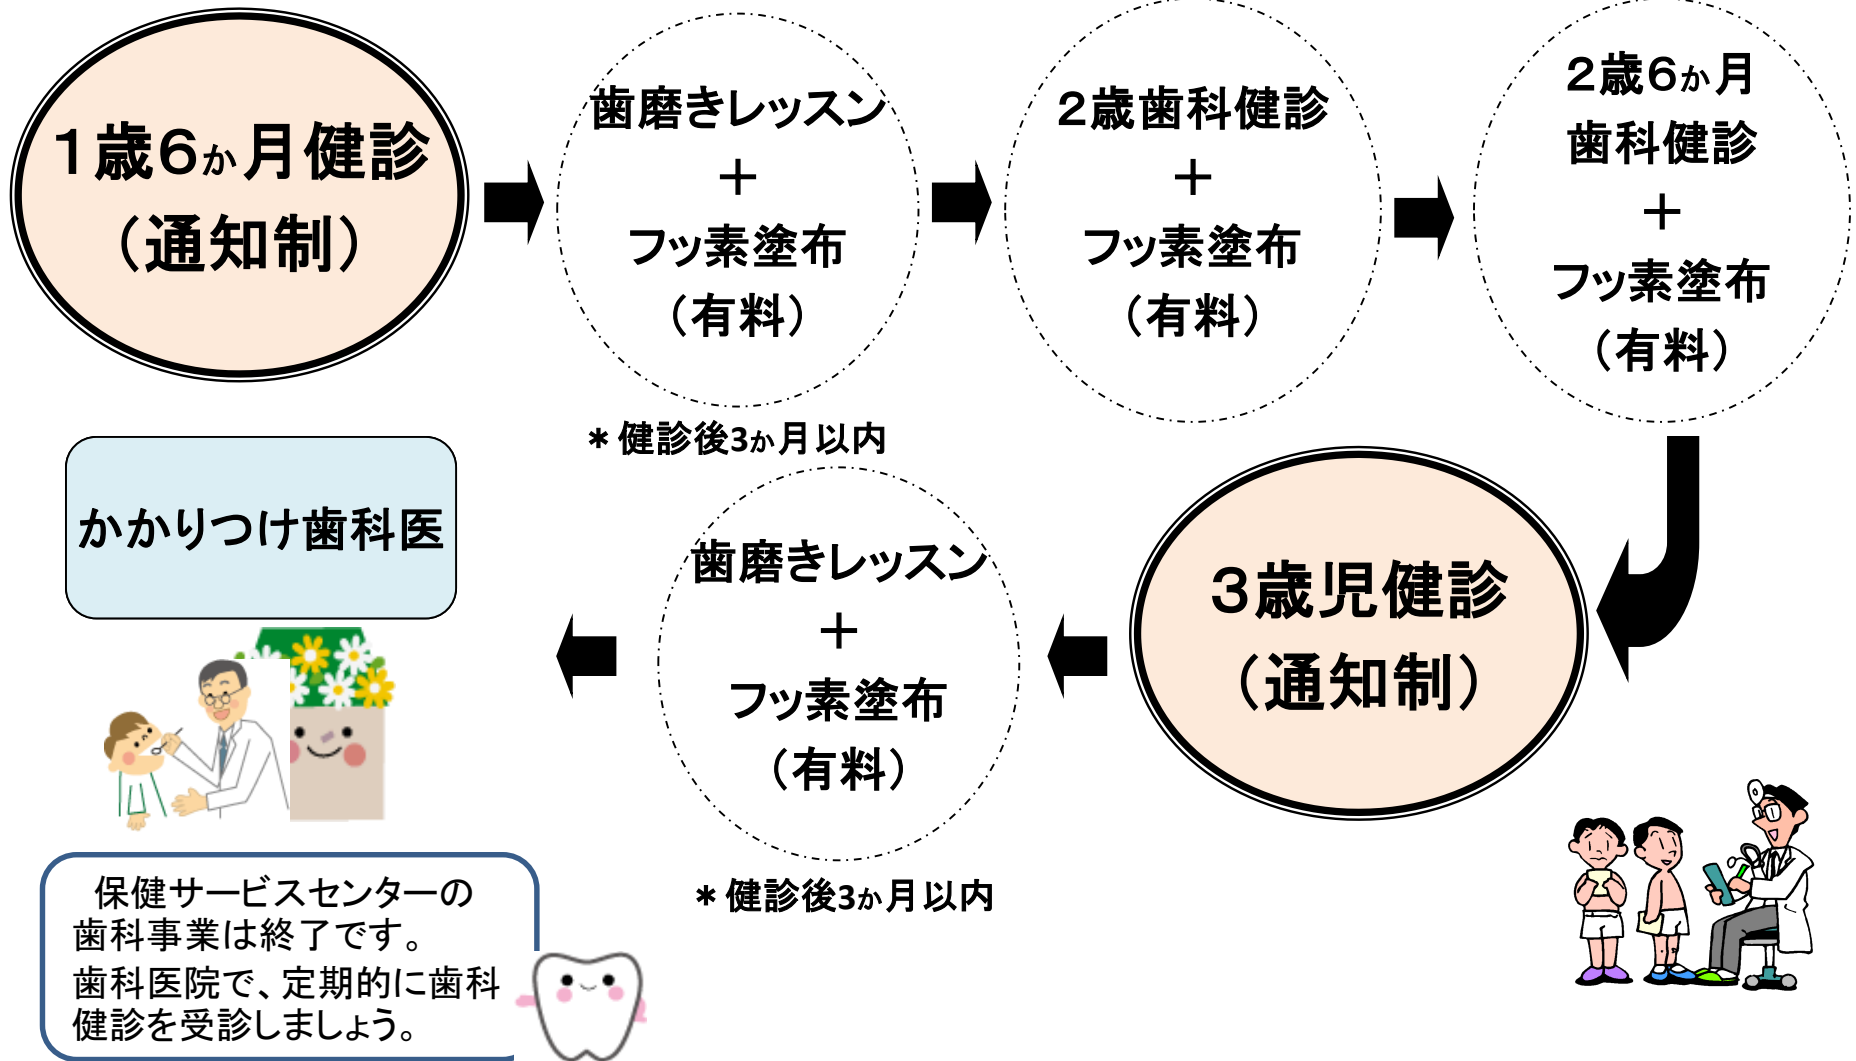 １歳６か月健診
（通知制）
歯磨きレッスン
＋
フッ素塗布
（有料）
＊健診後3か月以内
２歳歯科健診
＋
フッ素塗布
（有料）
２歳６か月
歯科健診
＋
フッ素塗布
（有料）
３歳児健診
（通知制）
歯磨きレッスン
＋
フッ素塗布
（有料）
＊健診後3か月以内
かかりつけ歯科医
保健サービスセンターの
歯科事業は終了です。
歯科医院で、定期的に歯科
健診を受診しましょう。